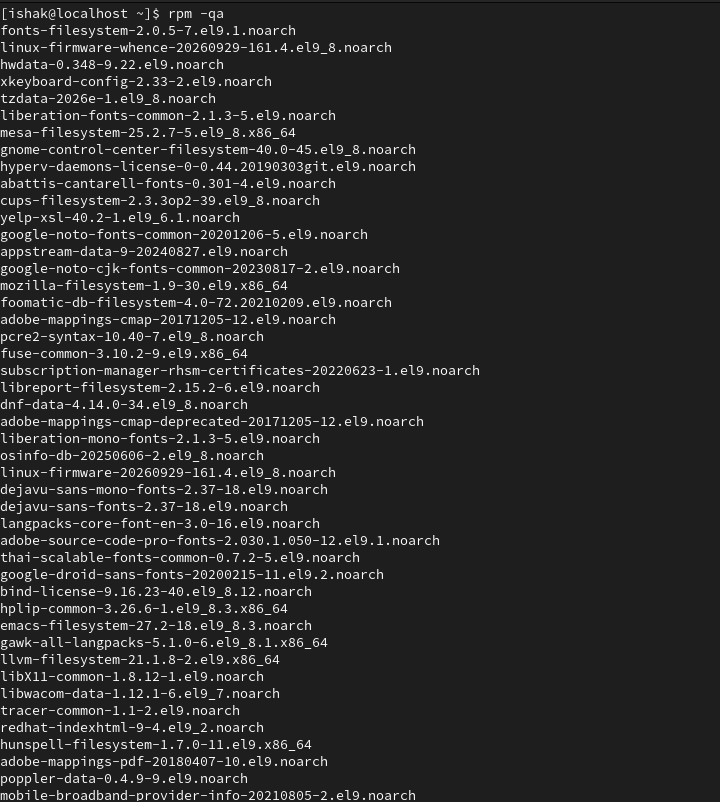 [ishak@localhost ~]$ rpm -qa
fonts-filesystem-2.0.5-7.el9.1.noarch
linux-firmware-whence-20260929-161.4.el9_8.noarch
hwdata-0.348-9.22.el9.noarch
xkeyboard-config-2.33-2.el9.noarch
tzdata-2026e-1.el9_8.noarch
liberation-fonts-common-2.1.3-5.el9.noarch
mesa-filesystem-25.2.7-5.el9_8.x86_64
gnome-control-center-filesystem-40.0-45.el9_8.noarch
hyperv-daemons-license-0-0.44.20190303git.el9.noarch
abattis-cantarell-fonts-0.301-4.el9.noarch
cups-filesystem-2.3.3op2-39.el9_8.noarch
yelp-xsl-40.2-1.el9_6.1.noarch
google-noto-fonts-common-20201206-5.el9.noarch
appstream-data-9-20240827.el9.noarch
google-noto-cjk-fonts-common-20230817-2.el9.noarch
mozilla-filesystem-1.9-30.el9.x86_64
foomatic-db-filesystem-4.0-72.20210209.el9.noarch
adobe-mappings-cmap-20171205-12.el9.noarch
pcre2-syntax-10.40-7.el9_8.noarch
fuse-common-3.10.2-9.el9.x86_64
subscription-manager-rhsm-certificates-20220623-1.el9.noarch
libreport-filesystem-2.15.2-6.el9.noarch
dnf-data-4.14.0-34.el9_8.noarch
adobe-mappings-cmap-deprecated-20171205-12.el9.noarch
liberation-mono-fonts-2.1.3-5.el9.noarch
osinfo-db-20250606-2.el9_8.noarch
linux-firmware-20260929-161.4.el9_8.noarch
dejavu-sans-mono-fonts-2.37-18.el9.noarch
dejavu-sans-fonts-2.37-18.el9.noarch
langpacks-core-font-en-3.0-16.el9.noarch
adobe-source-code-pro-fonts-2.030.1.050-12.el9.1.noarch
thai-scalable-fonts-common-0.7.2-5.el9.noarch
google-droid-sans-fonts-20200215-11.el9.2.noarch
bind-license-9.16.23-40.el9_8.12.noarch
hplip-common-3.26.6-1.el9_8.3.x86_64
emacs-filesystem-27.2-18.el9_8.3.noarch
gawk-all-langpacks-5.1.0-6.el9_8.1.x86_64
llvm-filesystem-21.1.8-2.el9.x86_64
libX11-common-1.8.12-1.el9.noarch
libwacom-data-1.12.1-6.el9_7.noarch
tracer-common-1.1-2.el9.noarch
redhat-indexhtml-9-4.el9_2.noarch
hunspell-filesystem-1.7.0-11.el9.x86_64
adobe-mappings-pdf-20180407-10.el9.noarch
poppler-data-0.4.9-9.el9.noarch
mobile-broadband-provider-info-20210805-2.el9.noarch